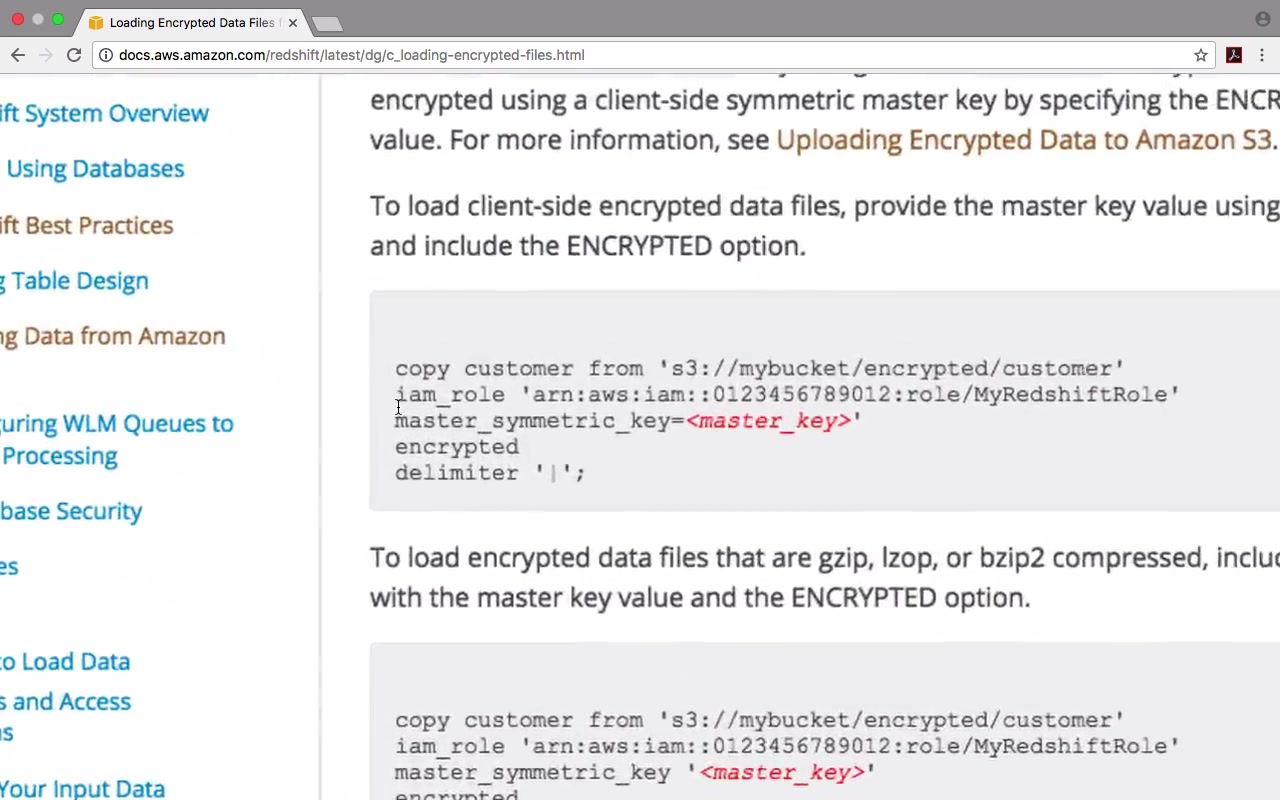 Loading Encrypted Data Files
docs.aws.amazon.com/redshift/latest/dg/c_loading-encrypted-files.html
ift System Overview
Using Databases
ift Best Practices
g Table Design
ng Data from Amazon
guring WLM Queues to
Processing
base Security
es
to Load Data
s and Access
ns
Your Input Data
encrypted using a client-side symmetric master key by specifying the ENCR
value. For more information, see Uploading Encrypted Data to Amazon S3.
To load client-side encrypted data files, provide the master key value using
and include the ENCRYPTED option.
copy customer from 's3://mybucket/encrypted/customer'
iam_role 'arn:aws:iam::0123456789012:role/MyRedshiftRole'
master_symmetric_key=<master_key>'
encrypted
delimiter '|';
To load encrypted data files that are gzip, lzop, or bzip2 compressed, inclu
with the master key value and the ENCRYPTED option.
copy customer from 's3://mybucket/encrypted/customer'
iam_role 'arn:aws:iam::0123456789012:role/MyRedshiftRole'
master_symmetric_key '<master_key>'
encrypted